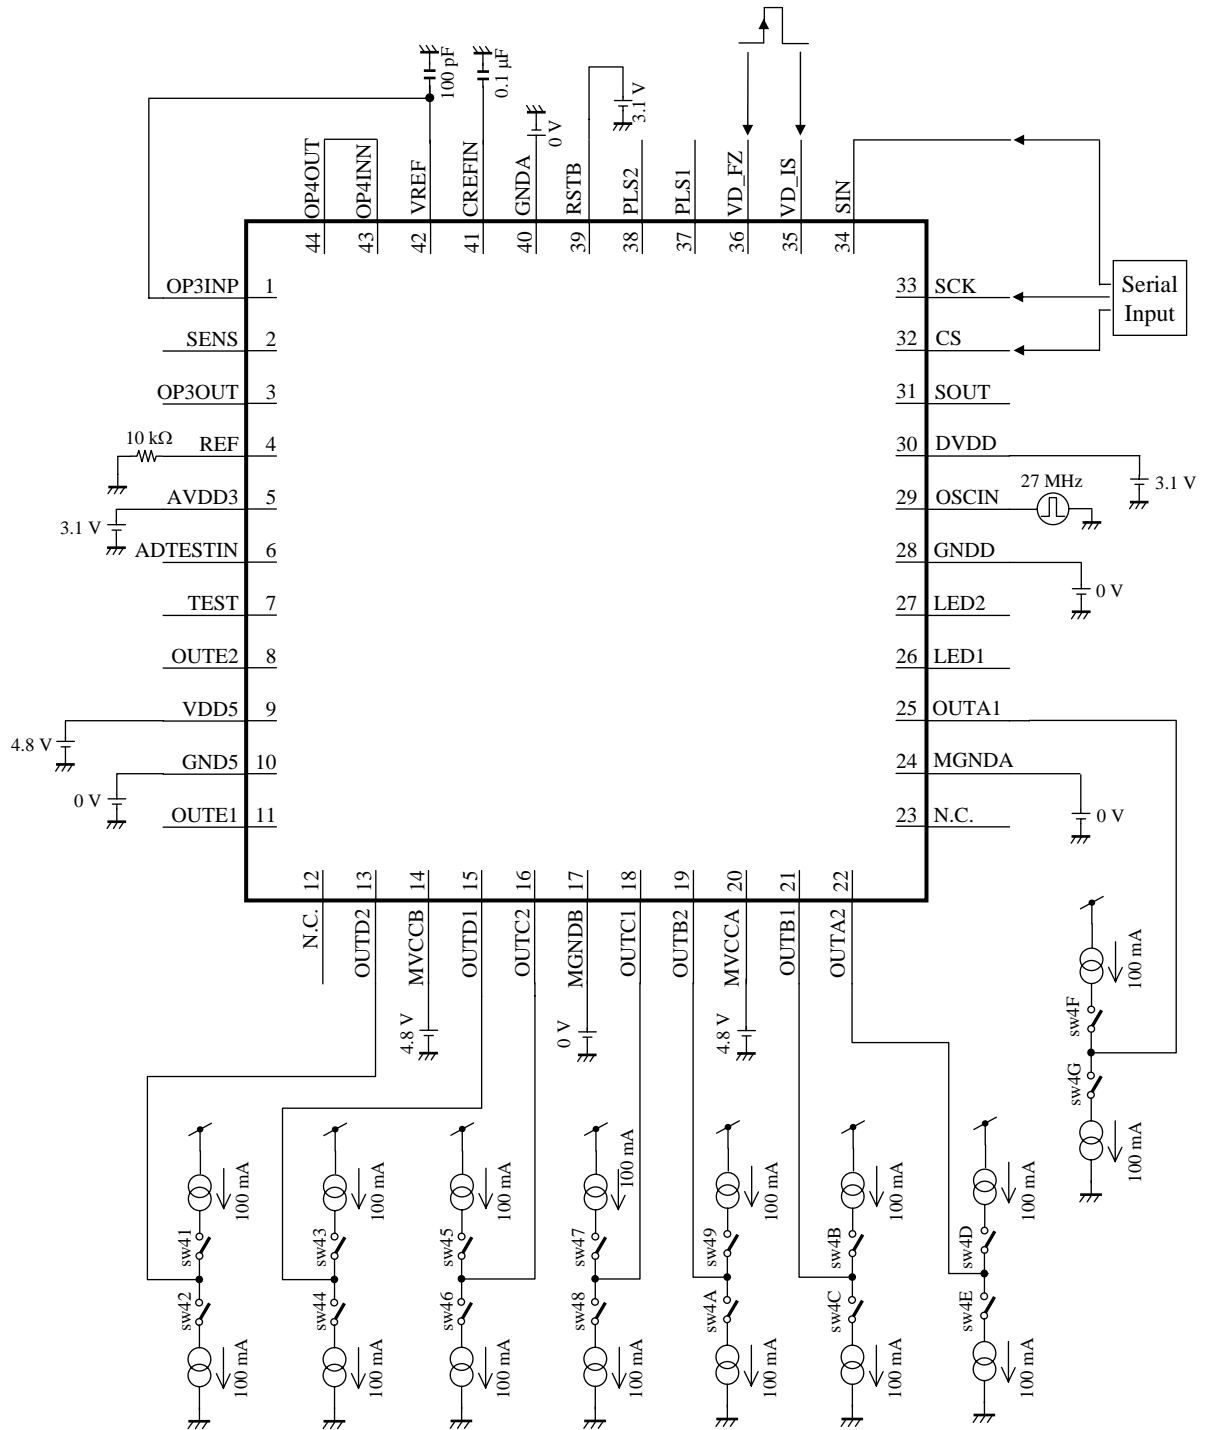 100 pF
0.1 µF
0 V
3.1 V
OP4OUT
OP4INN
VREF
CREFIN
GNDA
RSTB
PLS2
PLS1
VD_FZ
VD_IS
SIN
44
43
42
41
40
39
38
37
36
35
34
OP3INP 1
SENS 2
OP3OUT 3
10 kΩ
REF 4
AVDD3 5
3.1 V
ADTESTIN 6
TEST 7
OUTE2 8
VDD5 9
4.8 V
GND5 10
0 V
OUTE1 11
33 SCK
Serial
Input
32 CS
31 SOUT
30 DVDD
3.1 V
27 MHz
29 OSCIN
28 GNDD
0 V
27 LED2
26 LED1
25 OUTA1
24 MGNDA
0 V
23 N.C.
12
13
14
15
16
17
18
19
20
21
22
N.C.
OUTD2
MVCCB
OUTD1
OUTC2
MGNDB
OUTC1
OUTB2
MVCCA
OUTB1
OUTA2
4.8 V
0 V
4.8 V
100 mA
sw4F
sw4G
100 mA
100 mA
sw41
sw42
100 mA
100 mA
sw43
sw44
100 mA
100 mA
sw45
sw46
100 mA
100 mA
sw47
sw48
100 mA
100 mA
sw49
sw4A
100 mA
100 mA
sw4B
sw4C
100 mA
100 mA
sw4D
sw4E
100 mA